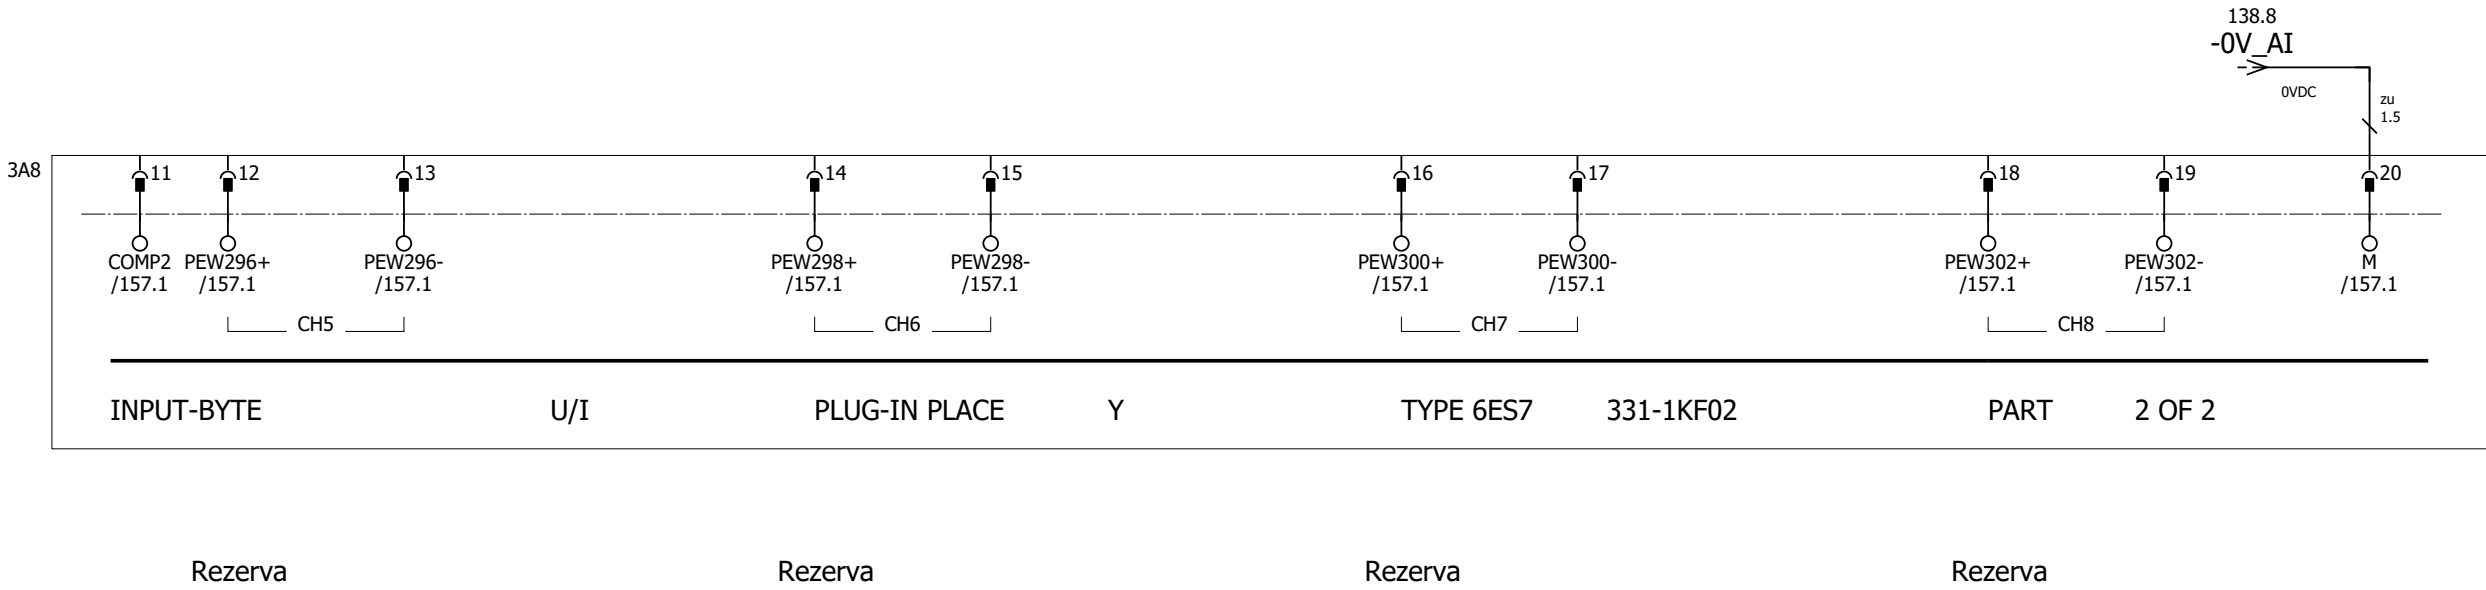 138.8
-0V_AI
0VDC
zu
1.5
3A8
11 12 13 14 15 16 17 18 19 20
COMP2 PEW296+ PEW296- PEW298+ PEW298- PEW300+ PEW300- PEW302+ PEW302- M
/157.1 /157.1 /157.1 /157.1 /157.1 /157.1 /157.1 /157.1 /157.1 /157.1
CH5 CH6 CH7 CH8
INPUT-BYTE U/I PLUG-IN PLACE Y TYPE 6ES7 331-1KF02 PART 2 OF 2
Rezerva Rezerva Rezerva Rezerva